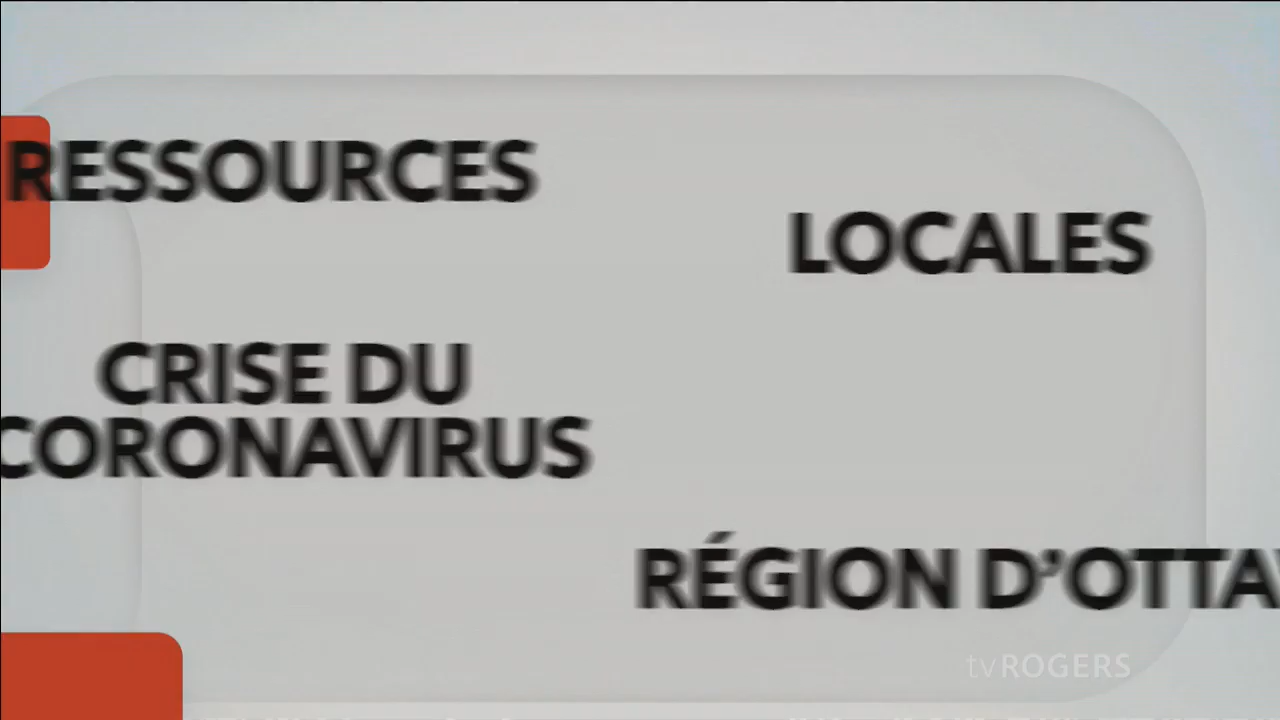 RESSOURCES
LOCALES
CRISE DU
CORONAVIRUS
RÉGION D’OTTA
tvROGERS